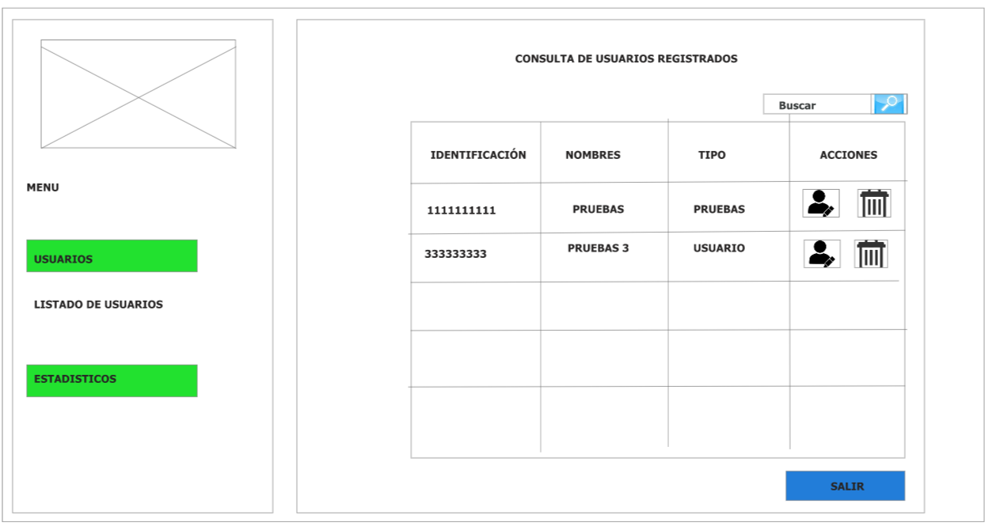 MENU
USUARIOS
LISTADO DE USUARIOS
ESTADISTICOS
CONSULTA DE USUARIOS REGISTRADOS
Buscar
IDENTIFICACIÓN NOMBRES TIPO ACCIONES
1111111111 PRUEBAS PRUEBAS
333333333 PRUEBAS 3 USUARIO
SALIR